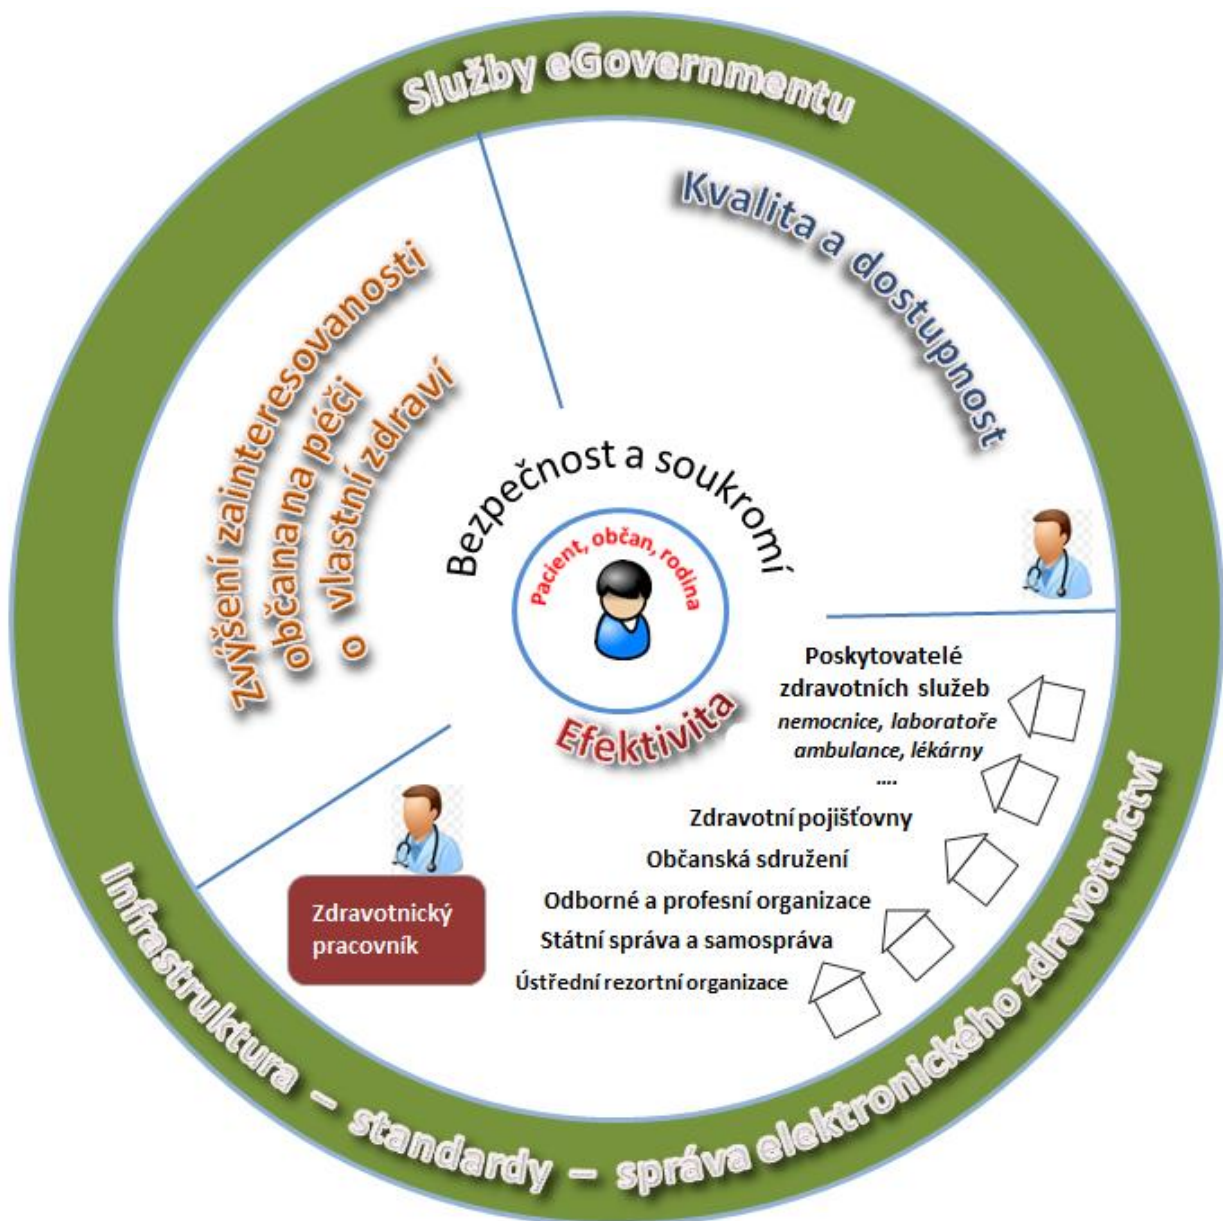 Služby eGovernmentu
Kvalita a dostupnost
Zvýšení zainteresovanosti
občana na péči
o vlastní zdraví
Bezpečnost a soukromí
Pacient, občan, rodina
Efektivita
Poskytovatelé
zdravotních služeb
nemocnice, laboratoře
ambulance, lékárny
....
Zdravotní pojišťovny
Občanská sdružení
Odborné a profesní organizace
Státní správa a samospráva
Ústřední rezortní organizace
Zdravotnický
pracovník
Infrastruktura – standardy – správa elektronického zdravotnictví